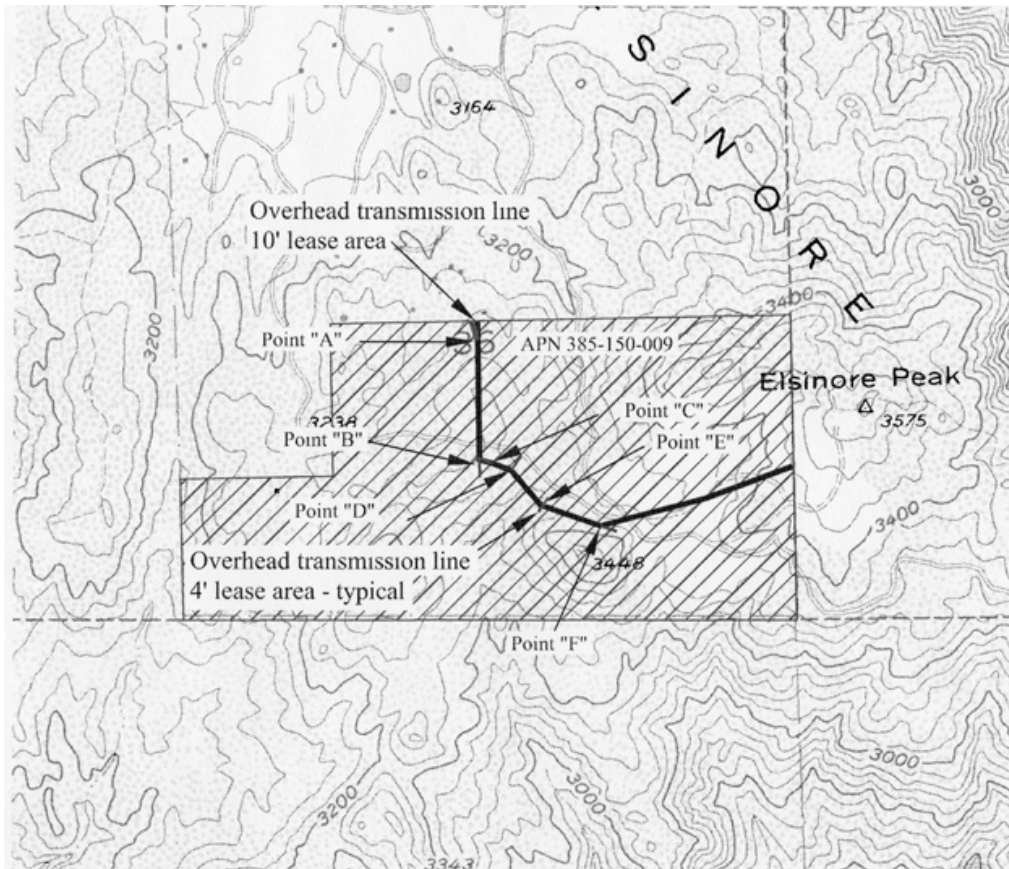 S I N O R E
3164
3000
Overhead transmission line
10' lease area
3200
3400
3200
Point "A"
APN 385-150-009
Elsinore Peak
3575
3238
Point "C"
Point "B"
Point "E"
Point "D"
3400
Overhead transmission line
4' lease area - typical
3448
Point "F"
3000
3200
3000
3343